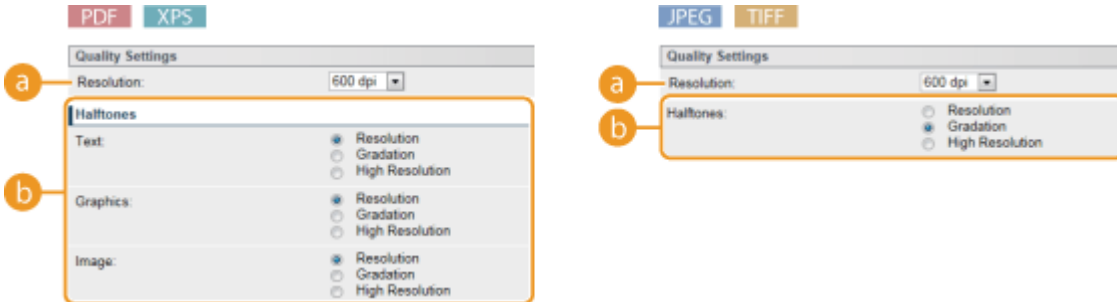 PDF XPS
Quality Settings
a Resolution: 600 dpi
Halftones
Text: Resolution
Gradation
High Resolution
b
Graphics: Resolution
Gradation
High Resolution
Image: Resolution
Gradation
High Resolution
JPEG TIFF
Quality Settings
a Resolution: 600 dpi
b Halftones: Resolution
Gradation
High Resolution